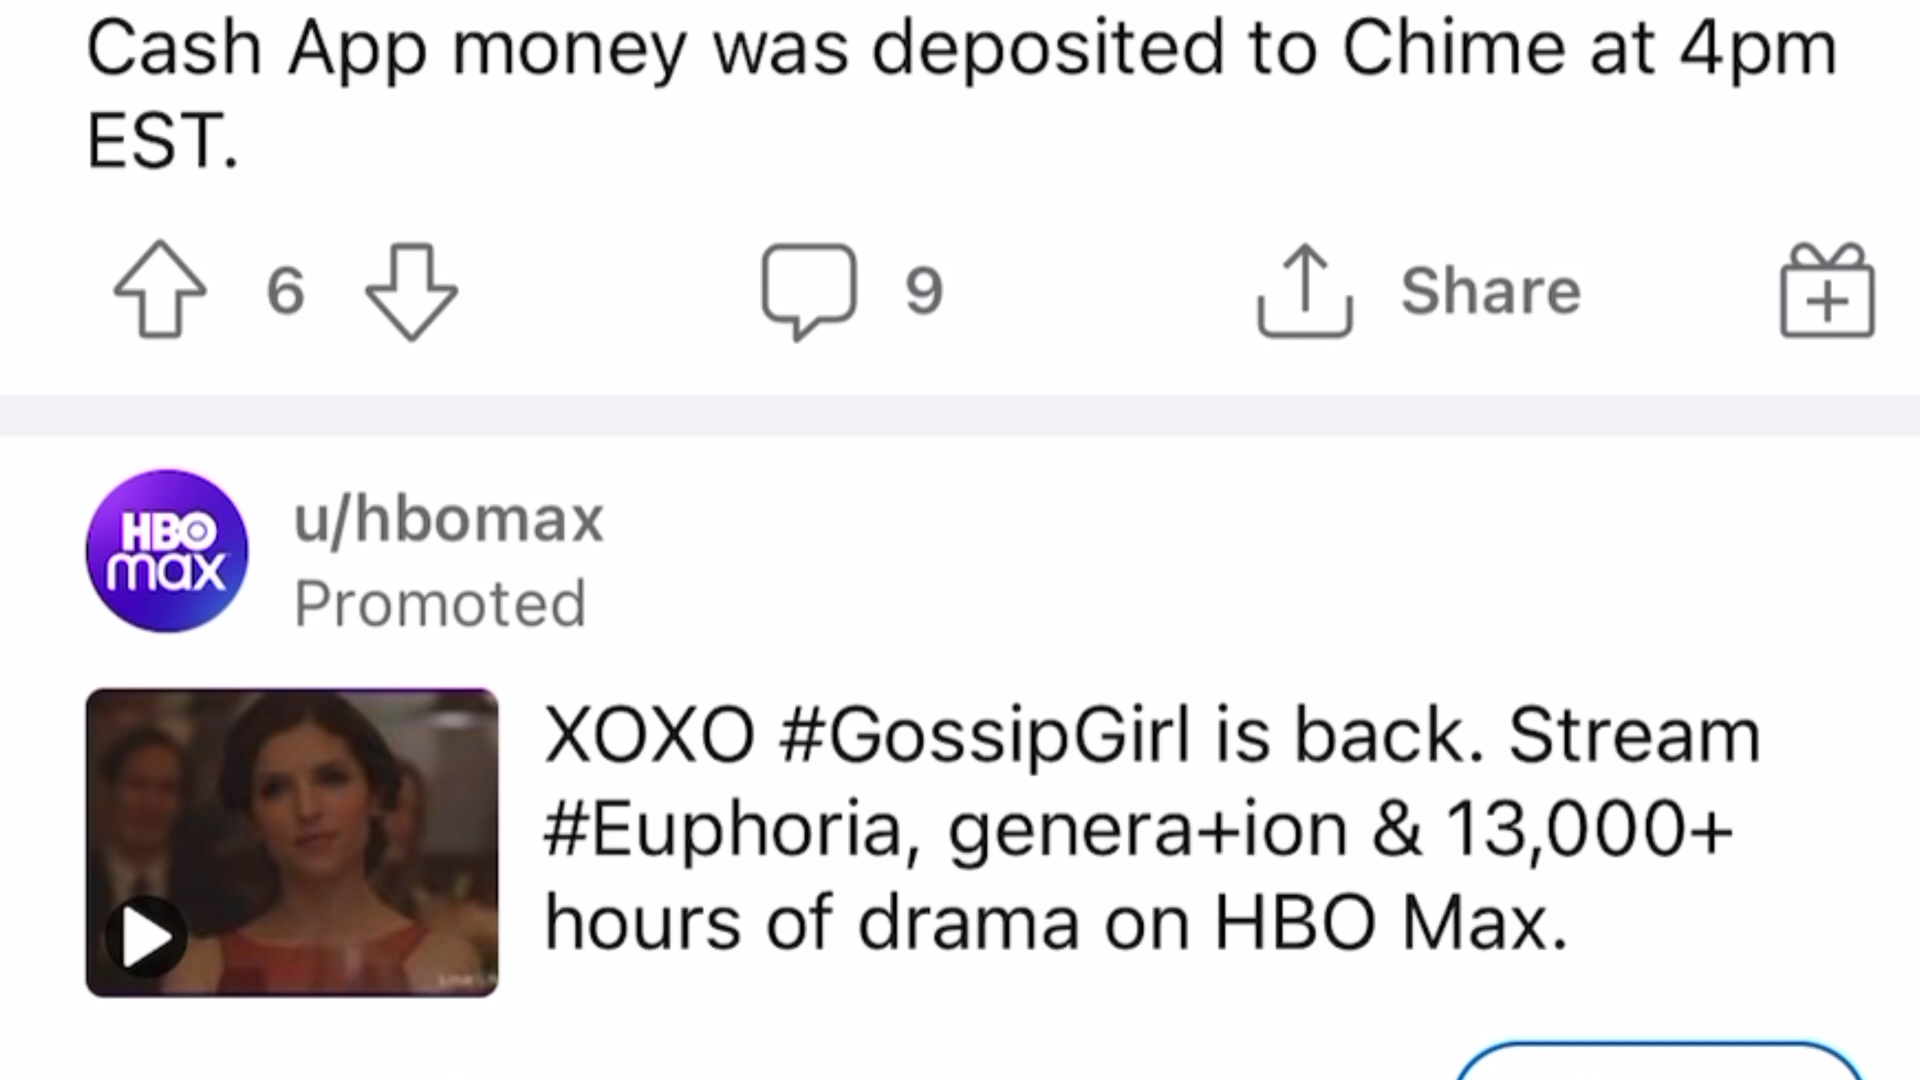 Cash App money was deposited to Chime at 4pm
EST.
6
9
Share
HBO
max
u/hbomax
Promoted
XOXO #GossipGirl is back. Stream
#Euphoria, genera+ion & 13,000+
hours of drama on HBO Max.